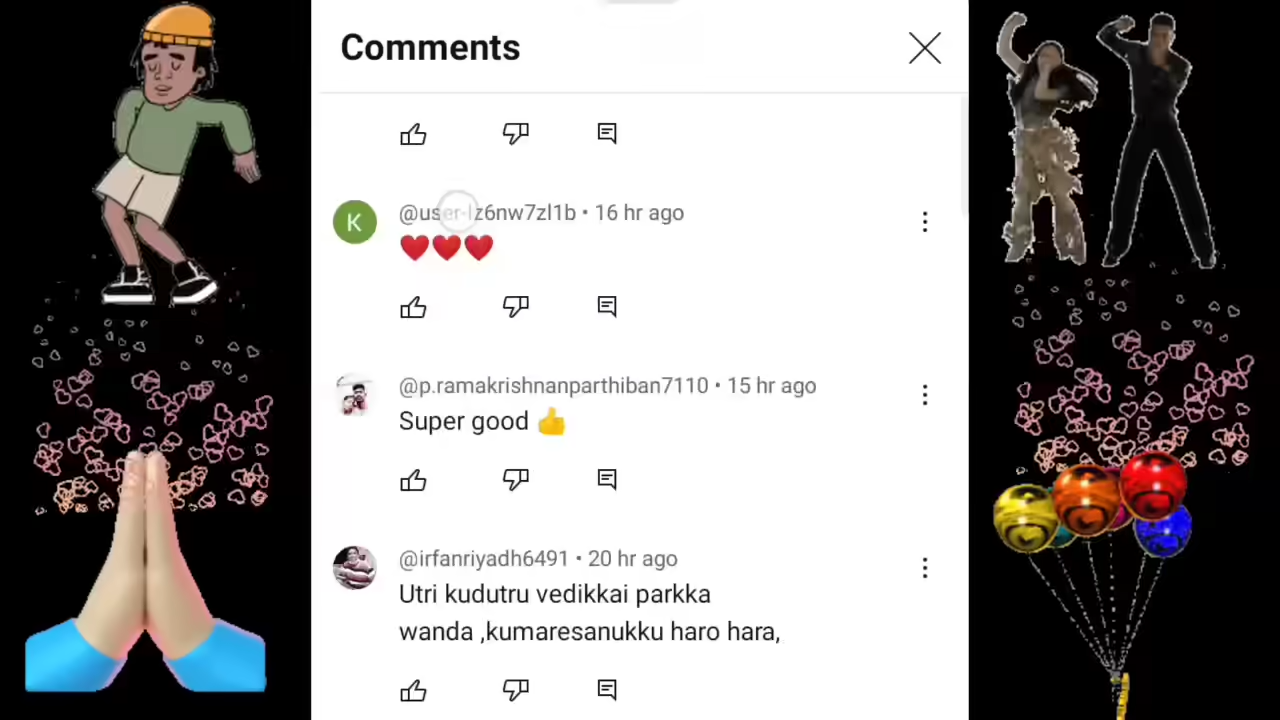 Comments
@user-lz6nw7zl1b • 16 hr ago
❤️❤️❤️
@p.ramakrishnanparthiban7110 • 15 hr ago
Super good 👍
@irfanriyadh6491 • 20 hr ago
Utri kudutru vedikkai parkka
wanda ,kumaresanukku haro hara,
K